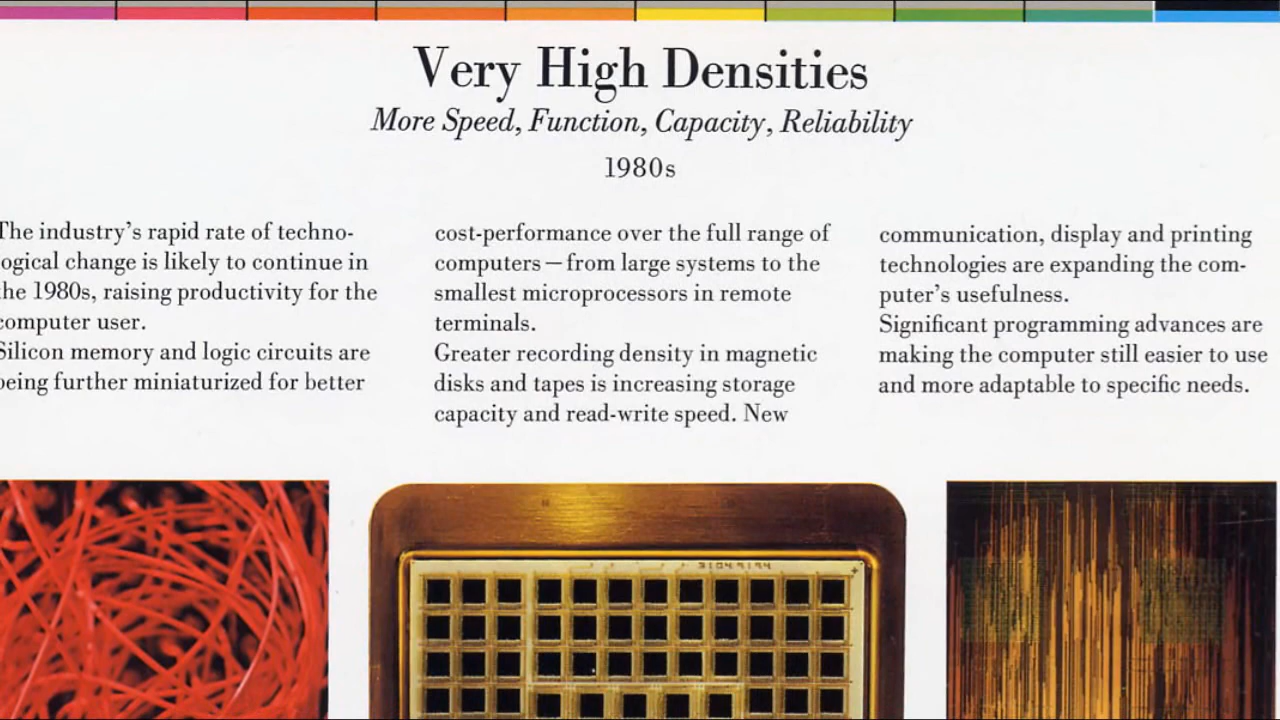 Very High Densities
More Speed, Function, Capacity, Reliability
1980s
The industry's rapid rate of techno-
logical change is likely to continue in
the 1980s, raising productivity for the
computer user.
Silicon memory and logic circuits are
being further miniaturized for better
cost-performance over the full range of
computers—from large systems to the
smallest microprocessors in remote
terminals.
Greater recording density in magnetic
disks and tapes is increasing storage
capacity and read-write speed. New
communication, display and printing
technologies are expanding the com-
puter's usefulness.
Significant programming advances are
making the computer still easier to use
and more adaptable to specific needs.